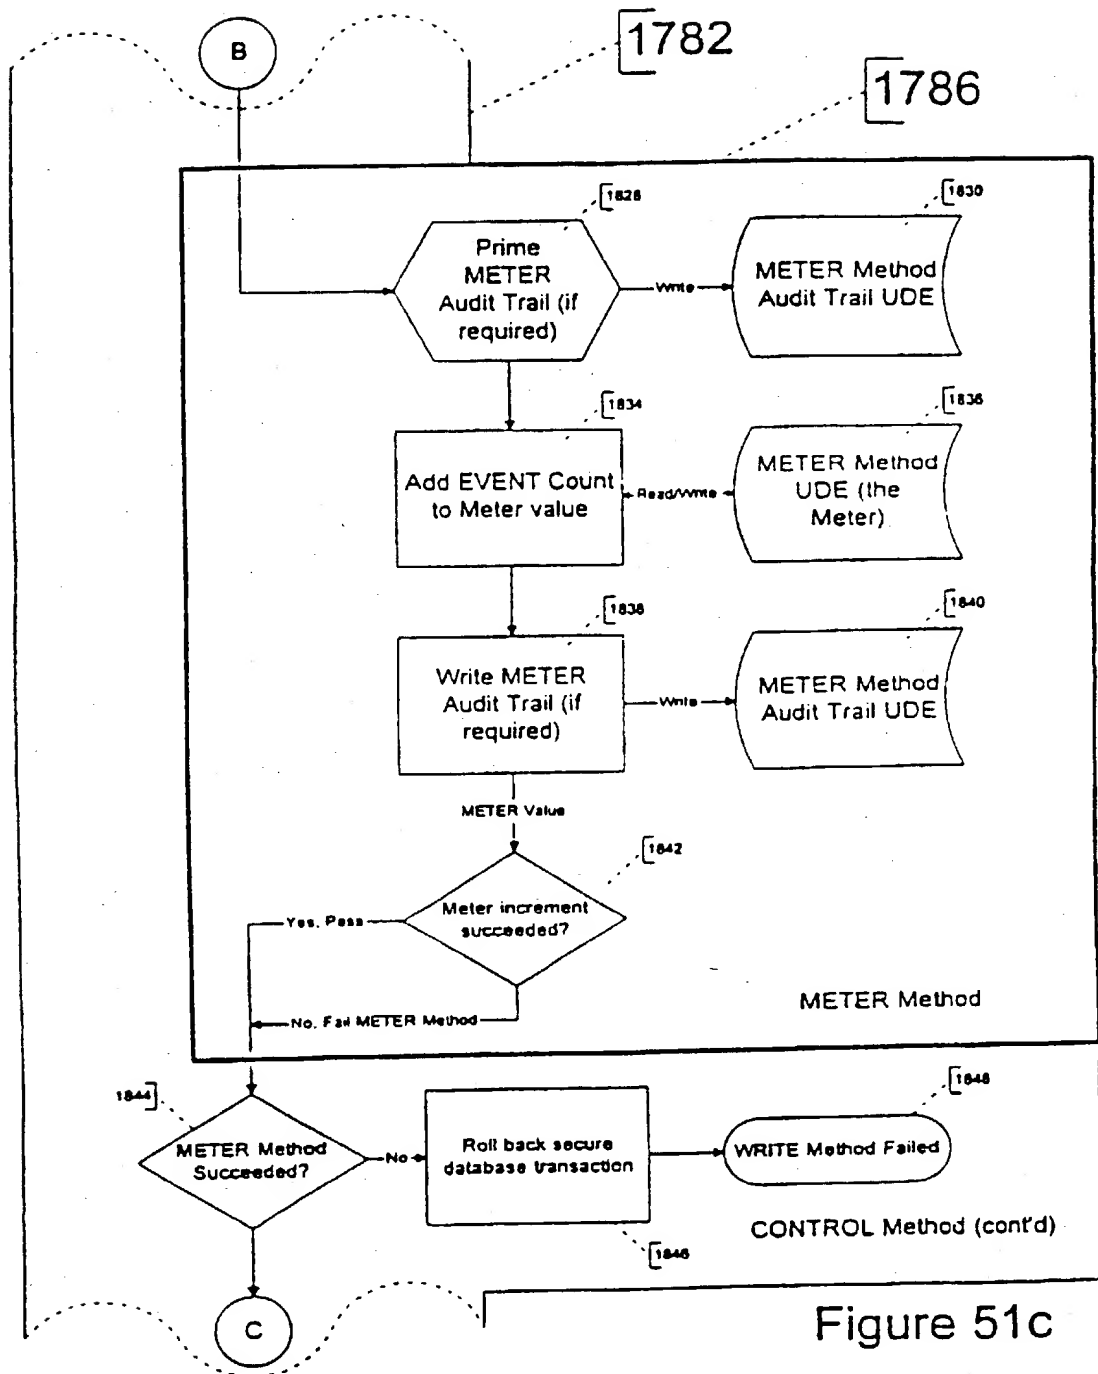 B
1782
1786
1828
Prime
METER
Audit Trail (if
required)
Write
1830
METER Method
Audit Trail UDE
1834
Add EVENT Count
to Meter value
Read/Write
1836
METER Method
UDE (the
Meter)
1838
Write METER
Audit Trail (if
required)
Write
1840
METER Method
Audit Trail UDE
METER Value
1842
Meter increment
succeeded?
Yes, Pass
No, Fail METER Method
METER Method
1844
METER Method
Succeeded?
No
Roll back secure
database transaction
1846
1848
WRITE Method Failed
CONTROL Method (cont'd)
C
Figure 51c